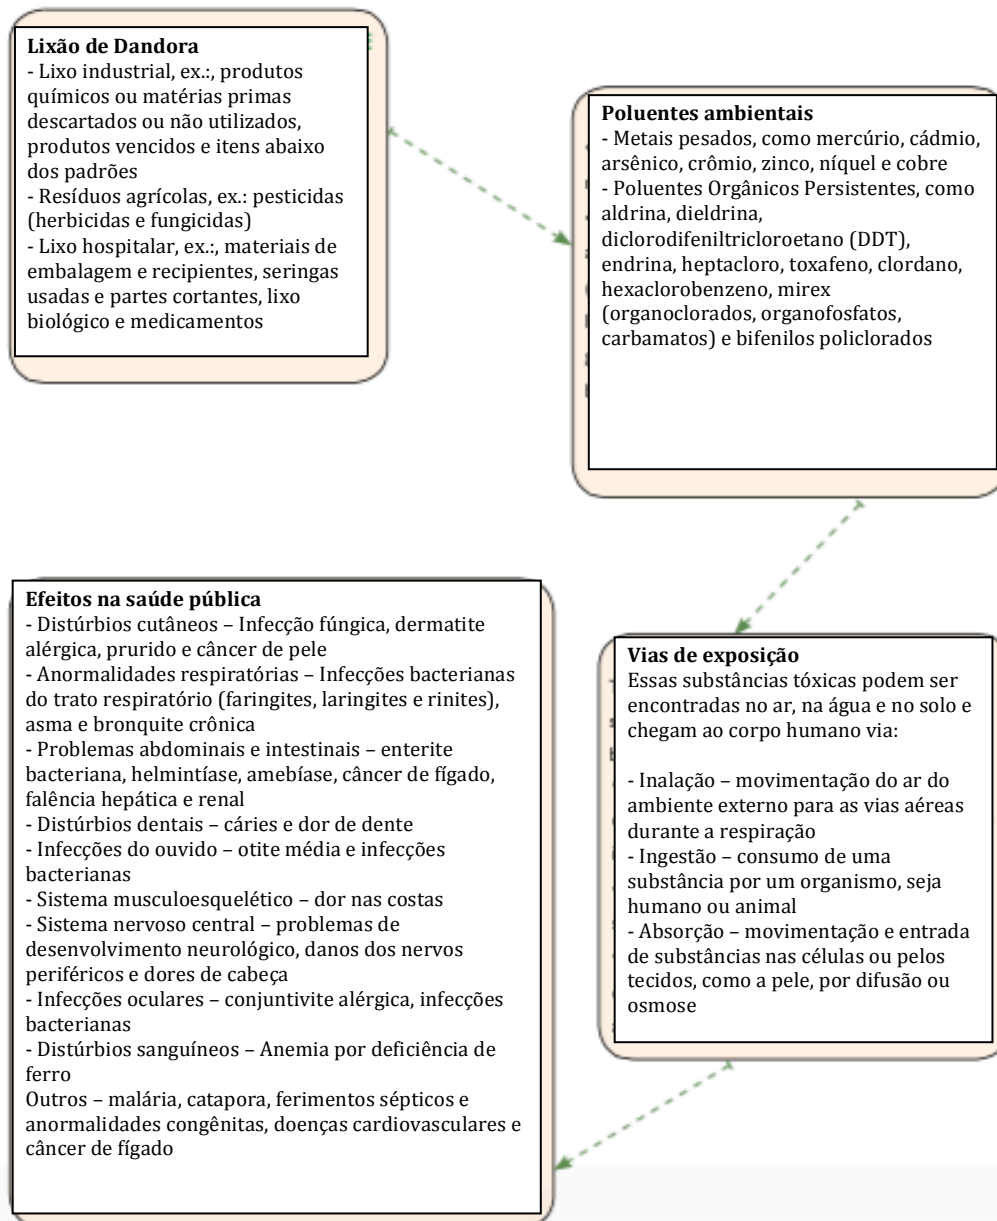 Lixão de Dandora
- Lixo industrial, ex.:, produtos
químicos ou matérias primas
descartados ou não utilizados,
produtos vencidos e itens abaixo
dos padrões
- Resíduos agrícolas, ex.: pesticidas
(herbicidas e fungicidas)
- Lixo hospitalar, ex.:, materiais de
embalagem e recipientes, seringas
usadas e partes cortantes, lixo
biológico e medicamentos
Poluentes ambientais
- Metais pesados, como mercúrio, cádmio,
arsênico, crômio, zinco, níquel e cobre
- Poluentes Orgânicos Persistentes, como
aldrina, dieldrina,
diclorodifeniltricloroetano (DDT),
endrina, heptacloro, toxafeno, clordano,
hexaclorobenzeno, mirex
(organoclorados, organofosfatos,
carbamatos) e bifenilos policlorados
Vias de exposição
Essas substâncias tóxicas podem ser
encontradas no ar, na água e no solo e
chegam ao corpo humano via:
- Inalação – movimentação do ar do
ambiente externo para as vias aéreas
durante a respiração
- Ingestão – consumo de uma
substância por um organismo, seja
humano ou animal
- Absorção – movimentação e entrada
de substâncias nas células ou pelos
tecidos, como a pele, por difusão ou
osmose
Efeitos na saúde pública
- Distúrbios cutâneos – Infecção fúngica, dermatite
alérgica, prurido e câncer de pele
- Anormalidades respiratórias – Infecções bacterianas
do trato respiratório (faringites, laringites e rinites),
asma e bronquite crônica
- Problemas abdominais e intestinais – enterite
bacteriana, helmintíase, amebíase, câncer de fígado,
falência hepática e renal
- Distúrbios dentais – cáries e dor de dente
- Infecções do ouvido – otite média e infecções
bacterianas
- Sistema musculoesquelético – dor nas costas
- Sistema nervoso central – problemas de
desenvolvimento neurológico, danos dos nervos
periféricos e dores de cabeça
- Infecções oculares – conjuntivite alérgica, infecções
bacterianas
- Distúrbios sanguíneos – Anemia por deficiência de
ferro
Outros – malária, catapora, ferimentos sépticos e
anormalidades congênitas, doenças cardiovasculares e
câncer de fígado